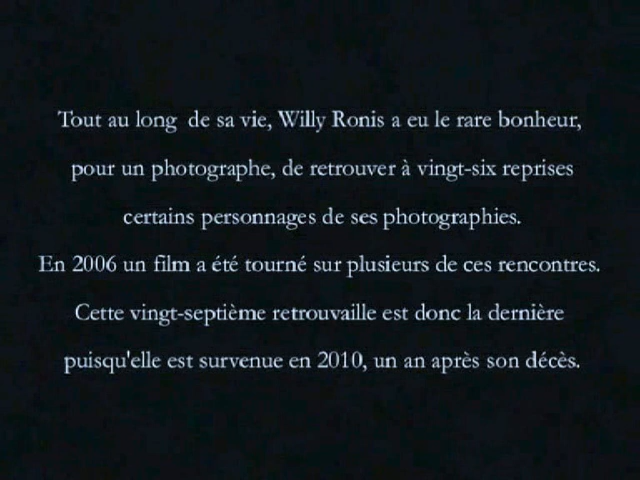 Tout au long de sa vie, Willy Ronis a eu le rare bonheur,
pour un photographe, de retrouver à vingt-six reprises
certains personnages de ses photographies.
En 2006 un film a été tourné sur plusieurs de ces rencontres.
Cette vingt-septième retrouvaille est donc la dernière
puisqu'elle est survenue en 2010, un an après son décès.